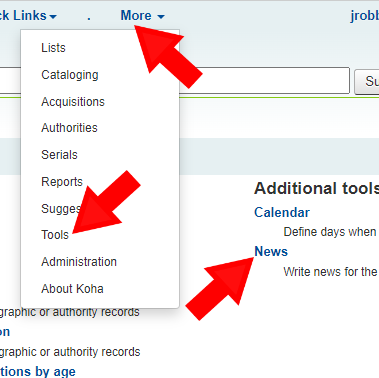 ck Links . More jrobb
Lists
Cataloging
Acquisitions
Authorities
Serials
Reports
Sugges
Tools
Administration
About Koha
Su
Additional tools
Calendar
Define days when
News
Write news for the
graphic or authority records
on
graphic or authority records
tions by age